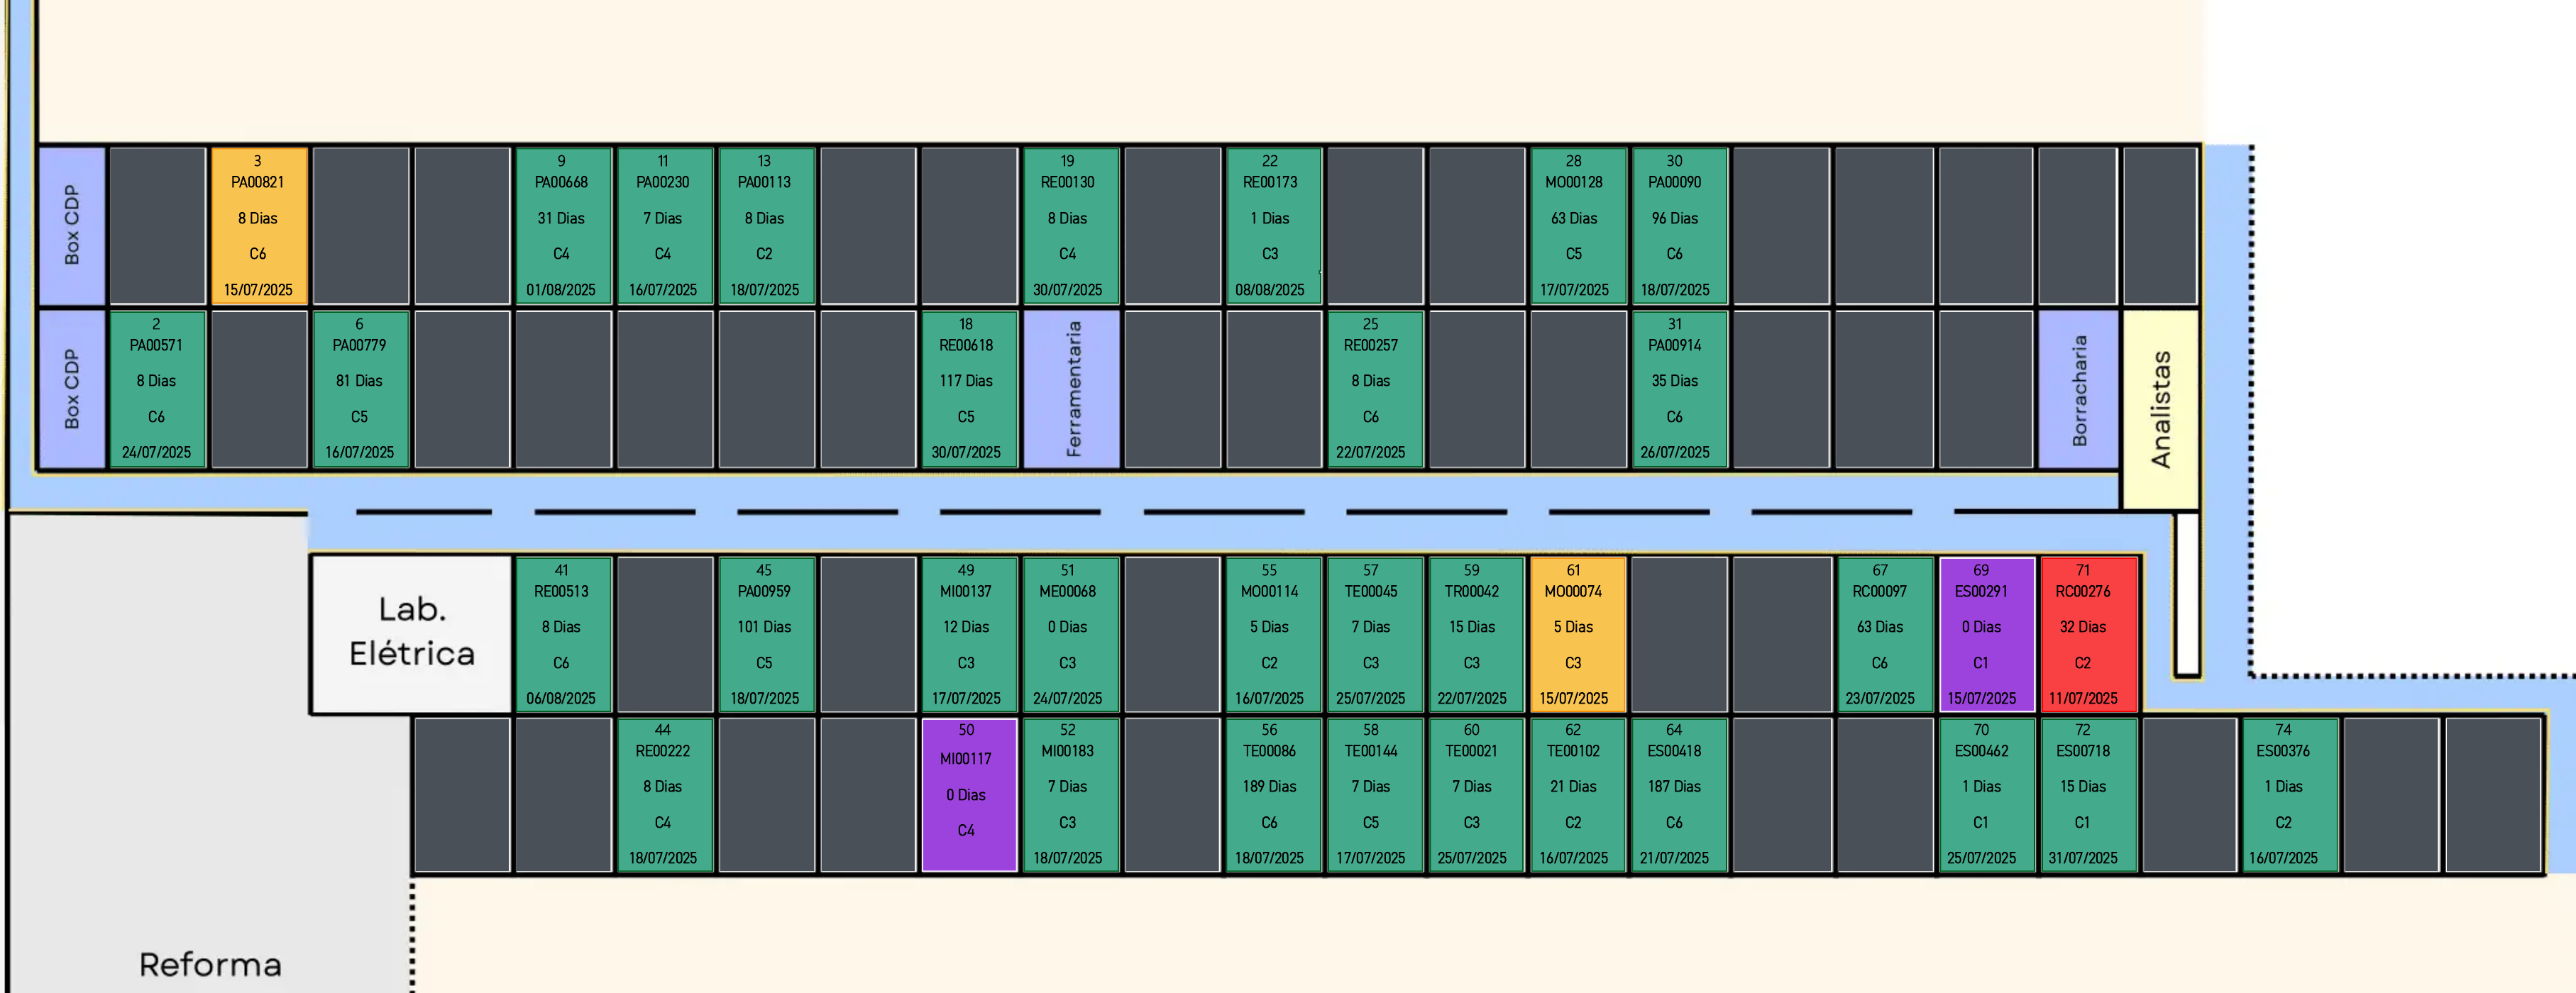 Box CDP
3
PA00821
8 Dias
C6
15/07/2025
9
PA00668
31 Dias
C4
01/08/2025
11
PA00230
7 Dias
C4
16/07/2025
13
PA00113
8 Dias
C2
18/07/2025
19
RE00130
8 Dias
C4
30/07/2025
22
RE00173
1 Dias
C3
08/08/2025
28
MO00128
63 Dias
C5
17/07/2025
30
PA00090
96 Dias
C6
18/07/2025
Box CDP
2
PA00571
8 Dias
C6
24/07/2025
6
PA00779
81 Dias
C5
16/07/2025
18
RE00618
117 Dias
C5
30/07/2025
Ferramentaria
25
RE00257
8 Dias
C6
22/07/2025
31
PA00914
35 Dias
C6
26/07/2025
Borracharia
Analistas
Lab.
Elétrica
41
RE00513
8 Dias
C6
06/08/2025
45
PA00959
101 Dias
C5
18/07/2025
49
MI00137
12 Dias
C3
17/07/2025
51
ME00068
0 Dias
C3
24/07/2025
55
MO00114
5 Dias
C2
16/07/2025
57
TE00045
7 Dias
C3
25/07/2025
59
TR00042
15 Dias
C3
22/07/2025
61
MO00074
5 Dias
C3
15/07/2025
67
RC00097
63 Dias
C6
23/07/2025
69
ES00291
0 Dias
C1
15/07/2025
71
RC00276
32 Dias
C2
11/07/2025
44
RE00222
8 Dias
C4
18/07/2025
50
MI00117
0 Dias
C4
52
MI00183
7 Dias
C3
18/07/2025
56
TE00086
189 Dias
C6
18/07/2025
58
TE00144
7 Dias
C5
17/07/2025
60
TE00021
7 Dias
C3
25/07/2025
62
TE00102
21 Dias
C2
16/07/2025
64
ES00418
187 Dias
C6
21/07/2025
70
ES00462
1 Dias
C1
25/07/2025
72
ES00718
15 Dias
C1
31/07/2025
74
ES00376
1 Dias
C2
16/07/2025
Reforma